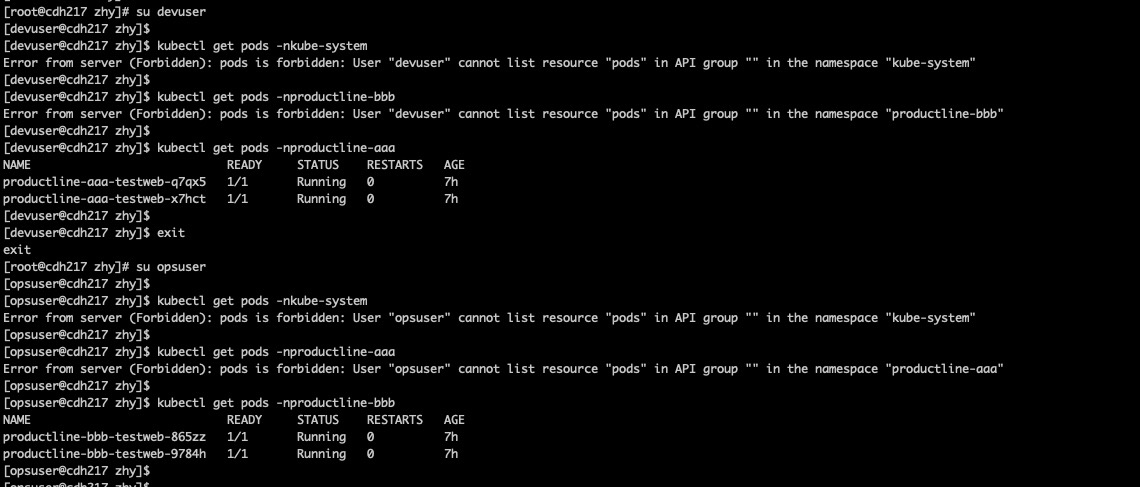 [root@cdh217 zhy]# su devuser
[devuser@cdh217 zhy]$
[devuser@cdh217 zhy]$ kubectl get pods -nkube-system
Error from server (Forbidden): pods is forbidden: User "devuser" cannot list resource "pods" in API group "" in the namespace "kube-system"
[devuser@cdh217 zhy]$
[devuser@cdh217 zhy]$ kubectl get pods -nproductline-bbb
Error from server (Forbidden): pods is forbidden: User "devuser" cannot list resource "pods" in API group "" in the namespace "productline-bbb"
[devuser@cdh217 zhy]$
[devuser@cdh217 zhy]$ kubectl get pods -nproductline-aaa
NAME READY STATUS RESTARTS AGE
productline-aaa-testweb-q7qx5 1/1 Running 0 7h
productline-aaa-testweb-x7hct 1/1 Running 0 7h
[devuser@cdh217 zhy]$
[devuser@cdh217 zhy]$ exit
exit
[root@cdh217 zhy]# su opsuser
[opsuser@cdh217 zhy]$
[opsuser@cdh217 zhy]$ kubectl get pods -nkube-system
Error from server (Forbidden): pods is forbidden: User "opsuser" cannot list resource "pods" in API group "" in the namespace "kube-system"
[opsuser@cdh217 zhy]$
[opsuser@cdh217 zhy]$ kubectl get pods -nproductline-aaa
Error from server (Forbidden): pods is forbidden: User "opsuser" cannot list resource "pods" in API group "" in the namespace "productline-aaa"
[opsuser@cdh217 zhy]$
[opsuser@cdh217 zhy]$ kubectl get pods -nproductline-bbb
NAME READY STATUS RESTARTS AGE
productline-bbb-testweb-865zz 1/1 Running 0 7h
productline-bbb-testweb-9784h 1/1 Running 0 7h
[opsuser@cdh217 zhy]$